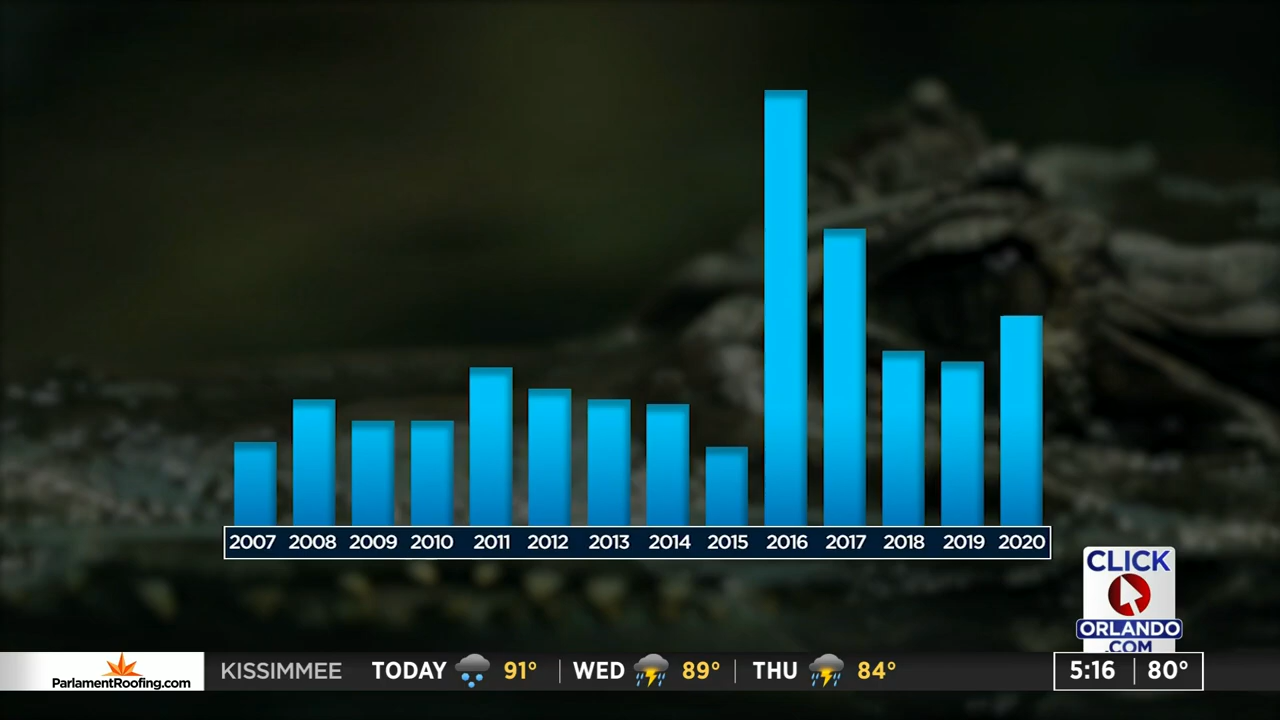 2007 2008 2009 2010 2011 2012 2013 2014 2015 2016 2017 2018 2019 2020
CLICK
ORLANDO
.COM
ParlamentRoofing.com
KISSIMMEE TODAY 91° WED 89° THU 84°
5:16 80°